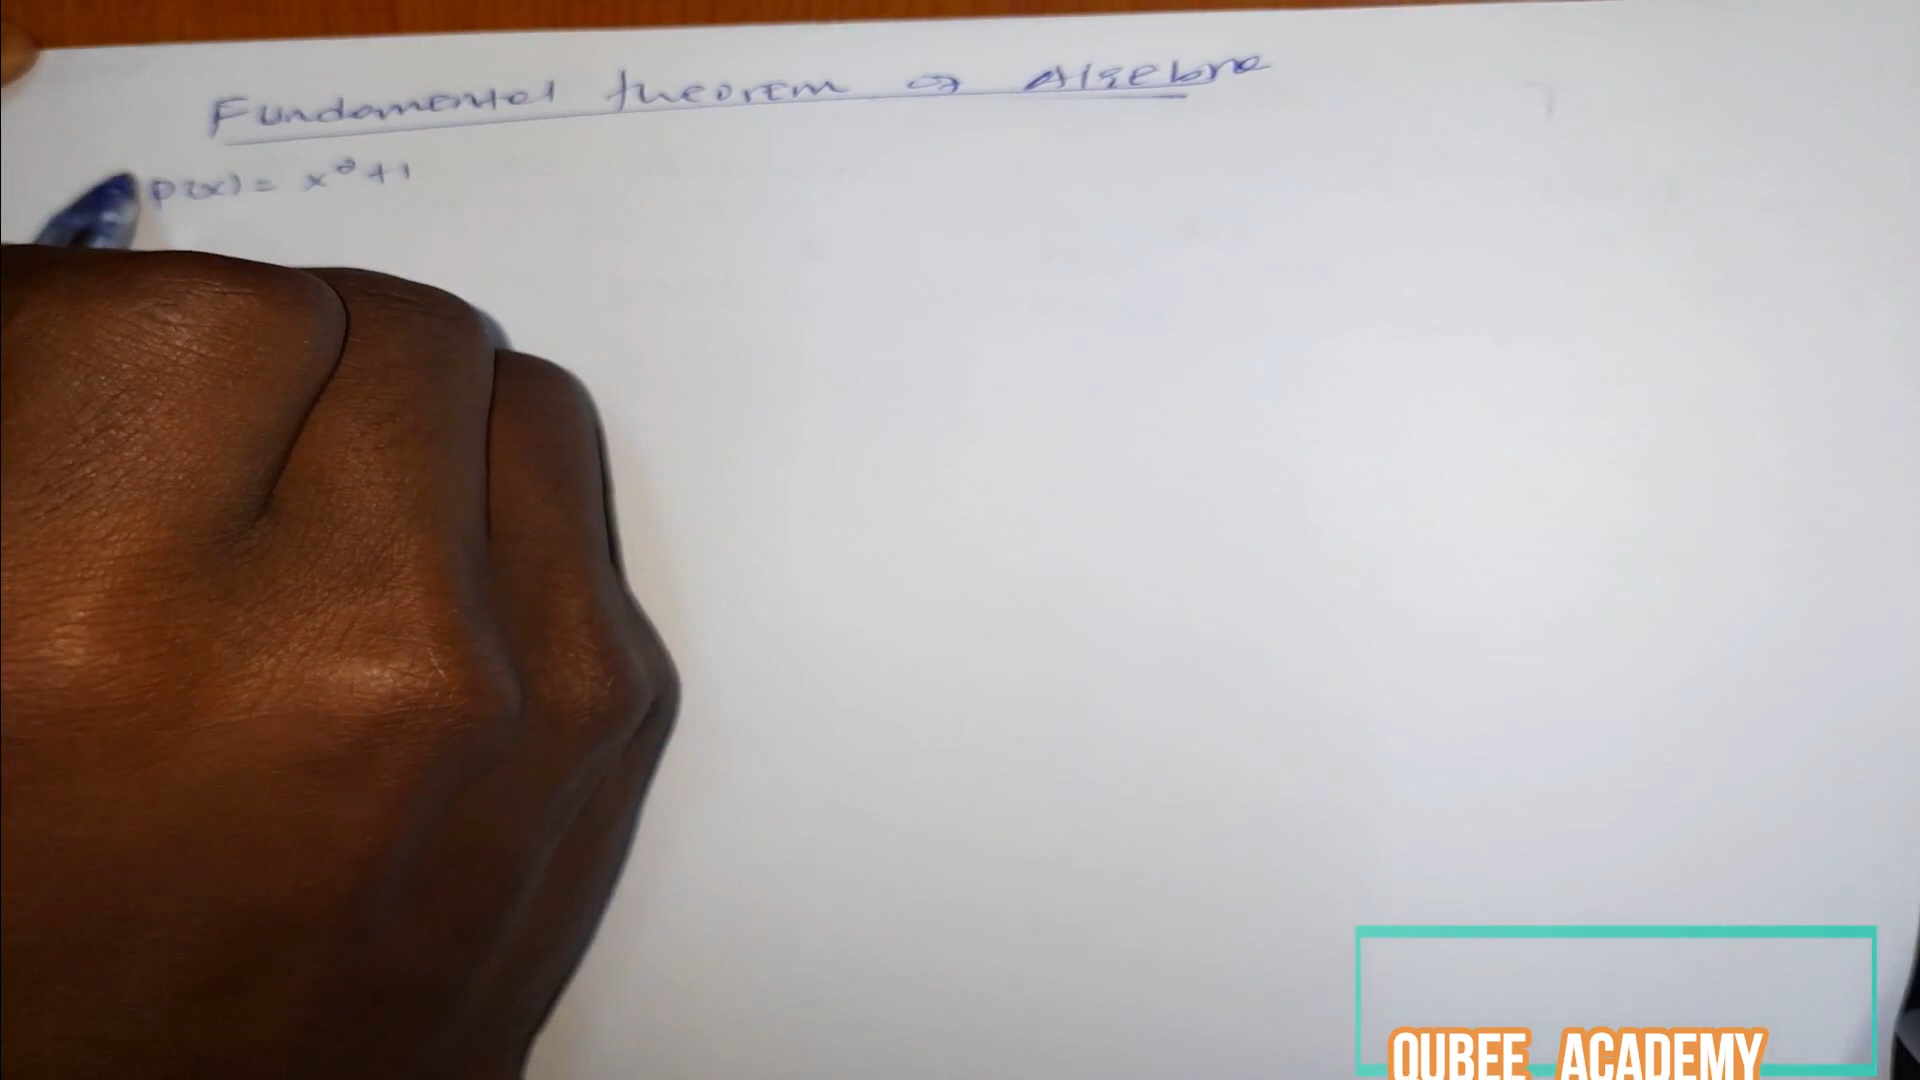 Fundamental theorem of Algebra
P(x) = x² + 1
QUBEE ACADEMY